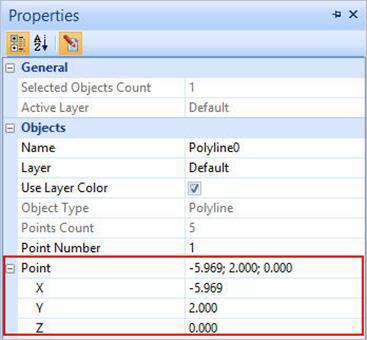 Properties
General
Selected Objects Count 1
Active Layer Default
Objects
Name Polyline0
Layer Default
Use Layer Color
Object Type Polyline
Points Count 5
Point Number 1
Point -5.969; 2.000; 0.000
X -5.969
Y 2.000
Z 0.000